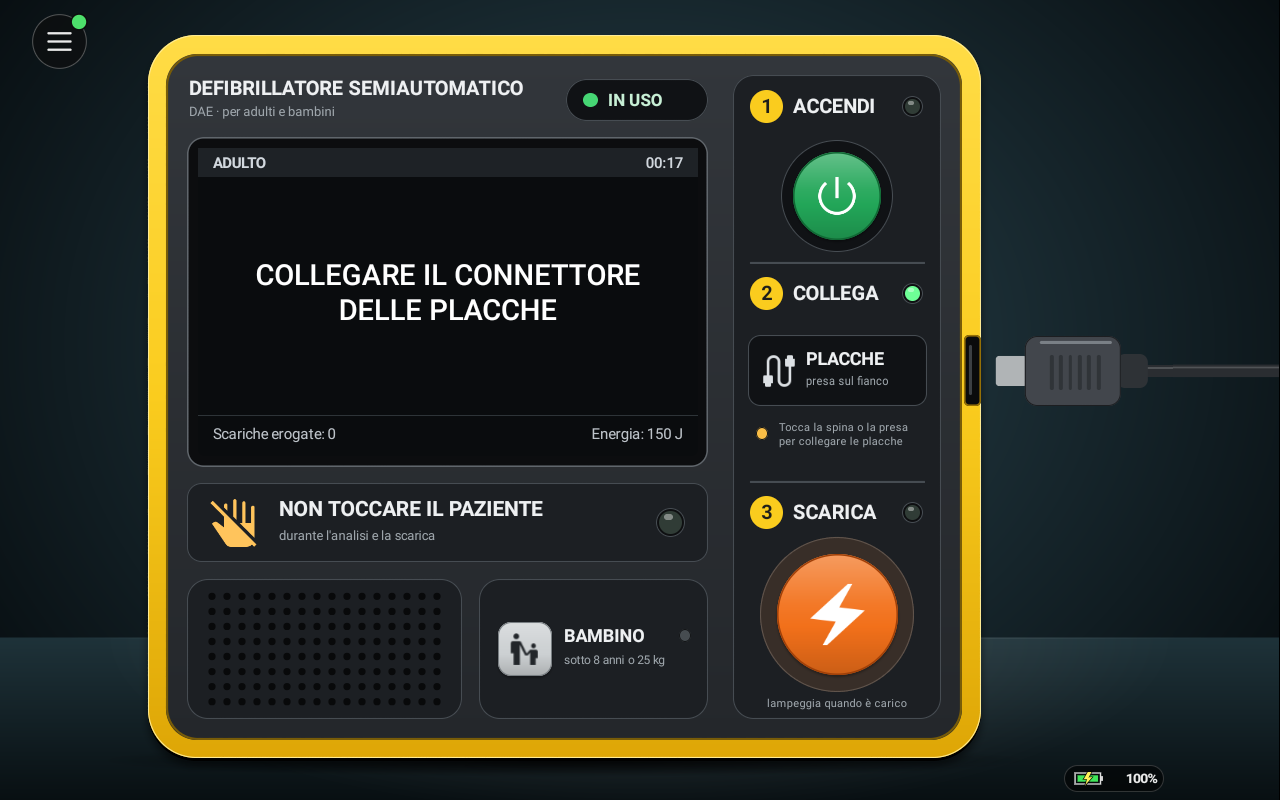 DEFIBRILLATORE SEMIAUTOMATICO
DAE · per adulti e bambini
IN USO
ADULTO
00:17
COLLEGARE IL CONNETTORE
DELLE PLACCHE
Scariche erogate: 0
Energia: 150 J
NON TOCCARE IL PAZIENTE
durante l'analisi e la scarica
BAMBINO
sotto 8 anni o 25 kg
1
ACCENDI
2
COLLEGA
PLACCHE
presa sul fianco
Tocca la spina o la presa
per collegare le placche
3
SCARICA
lampeggia quando è carico
100%